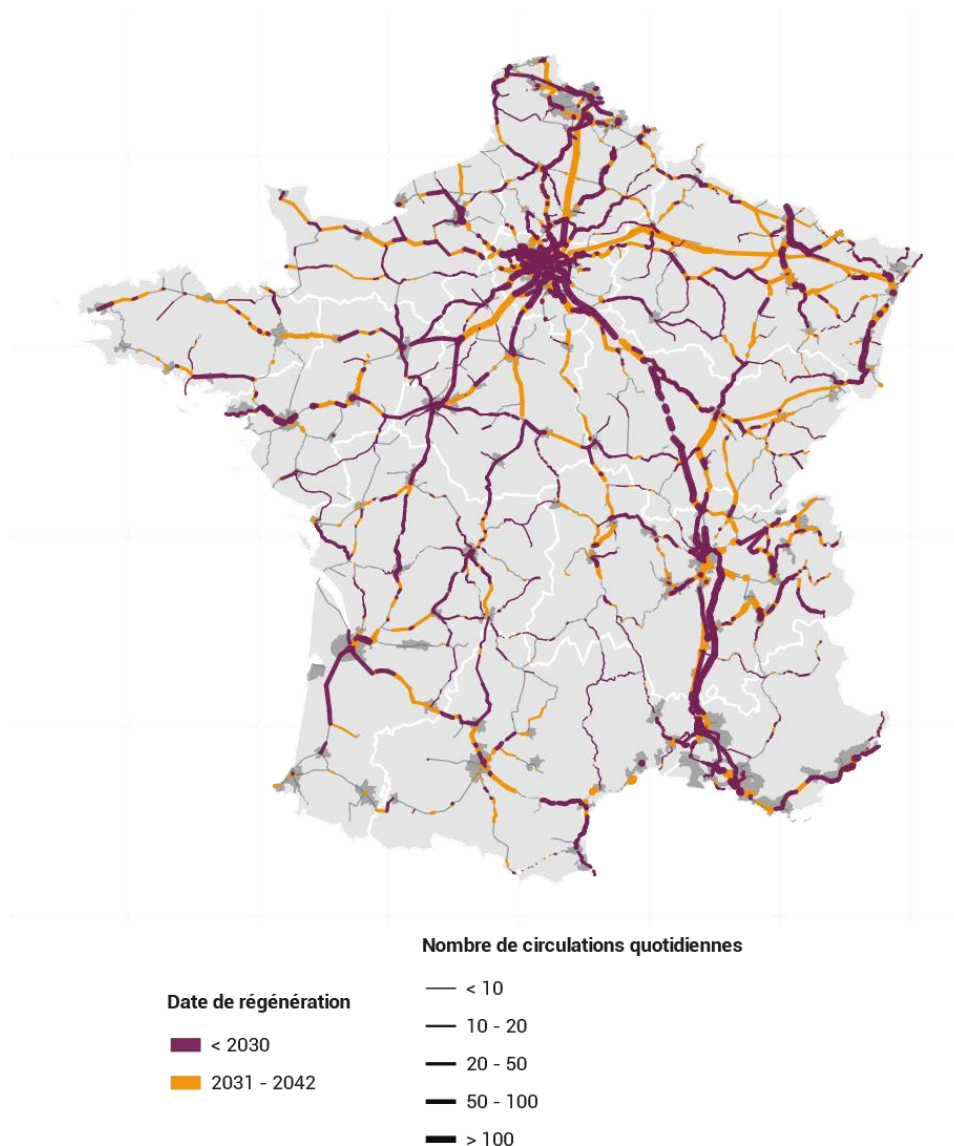 Nombre de circulations quotidiennes
< 10
Date de régénération
10 - 20
< 2030
20 - 50
2031 - 2042
50 - 100
> 100